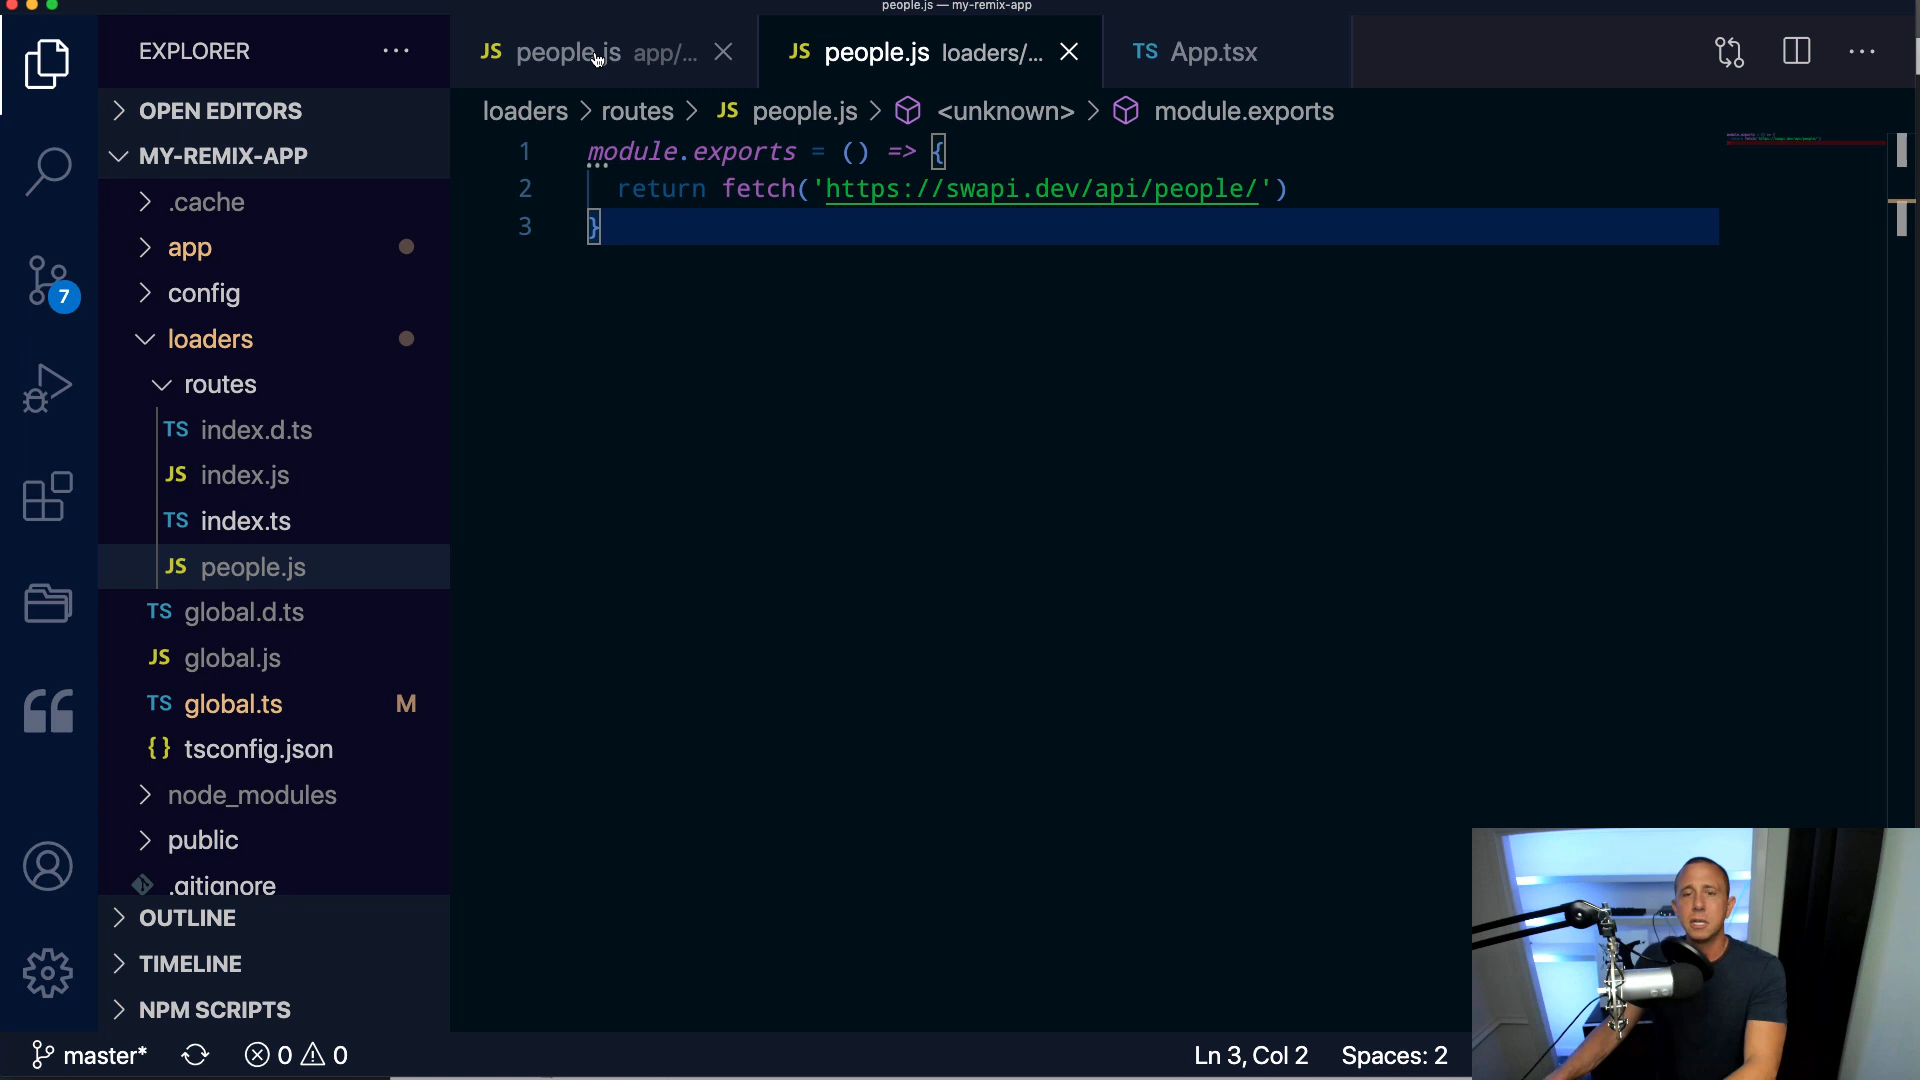 people.js — my-remix-app
EXPLORER ···
JS people.js app/...
JS people.js loaders/...
TS App.tsx
loaders > routes > JS people.js > <unknown> > module.exports
OPEN EDITORS
MY-REMIX-APP
.cache
app
config
loaders
routes
TS index.d.ts
JS index.js
TS index.ts
JS people.js
TS global.d.ts
JS global.js
TS global.ts M
{} tsconfig.json
node_modules
public
.gitignore
OUTLINE
TIMELINE
NPM SCRIPTS
7
1 module.exports = () => {
2 return fetch('https://swapi.dev/api/people/')
3 }
master* 0 0
Ln 3, Col 2 Spaces: 2